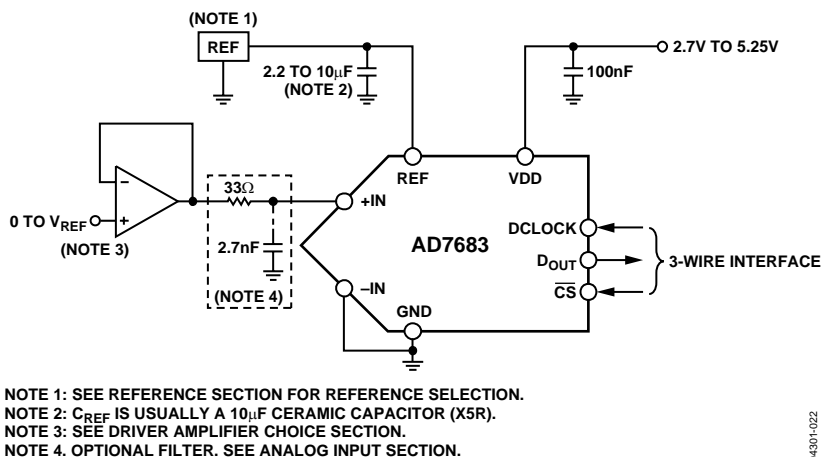 (NOTE 1)
REF
2.2 TO 10μF
(NOTE 2)
100nF
2.7V TO 5.25V
REF
VDD
–
+
0 TO VREF
(NOTE 3)
33Ω
2.7nF
(NOTE 4)
+IN
–IN
GND
AD7683
DCLOCK
DOUT
CS
3-WIRE INTERFACE
NOTE 1: SEE REFERENCE SECTION FOR REFERENCE SELECTION.
NOTE 2: CREF IS USUALLY A 10μF CERAMIC CAPACITOR (X5R).
NOTE 3: SEE DRIVER AMPLIFIER CHOICE SECTION.
NOTE 4. OPTIONAL FILTER. SEE ANALOG INPUT SECTION.